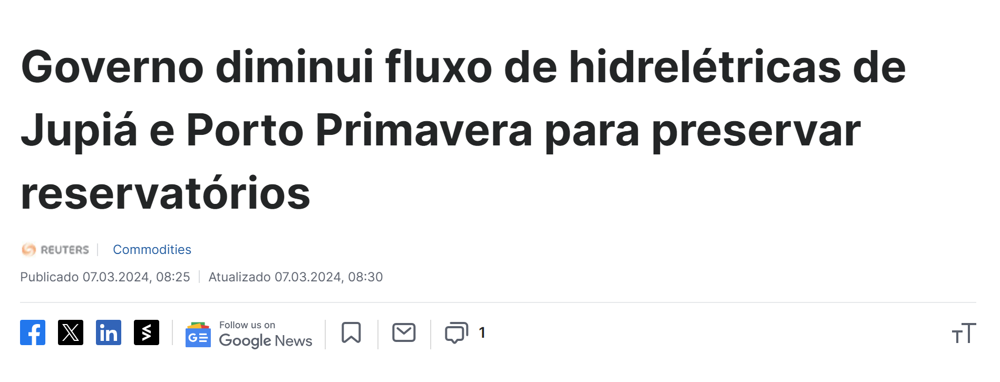 Governo diminui fluxo de hidrelétricas de
Jupiá e Porto Primavera para preservar
reservatórios
REUTERS
Commodities
Publicado 07.03.2024, 08:25
Atualizado 07.03.2024, 08:30
Follow us on
Google News
1